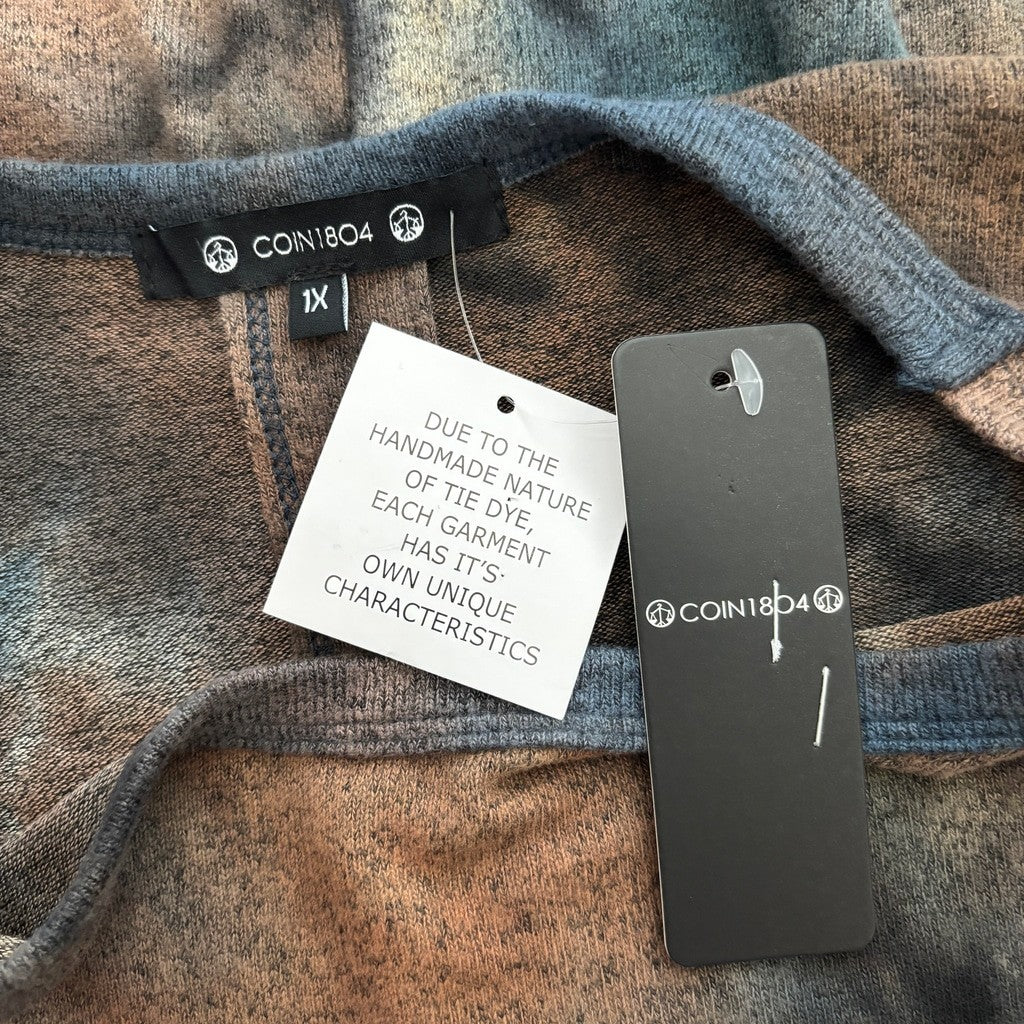 COIN1804
1X
DUE TO THE
HANDMADE NATURE
OF TIE DYE,
EACH GARMENT
HAS IT'S
OWN UNIQUE
CHARACTERISTICS
COIN1804